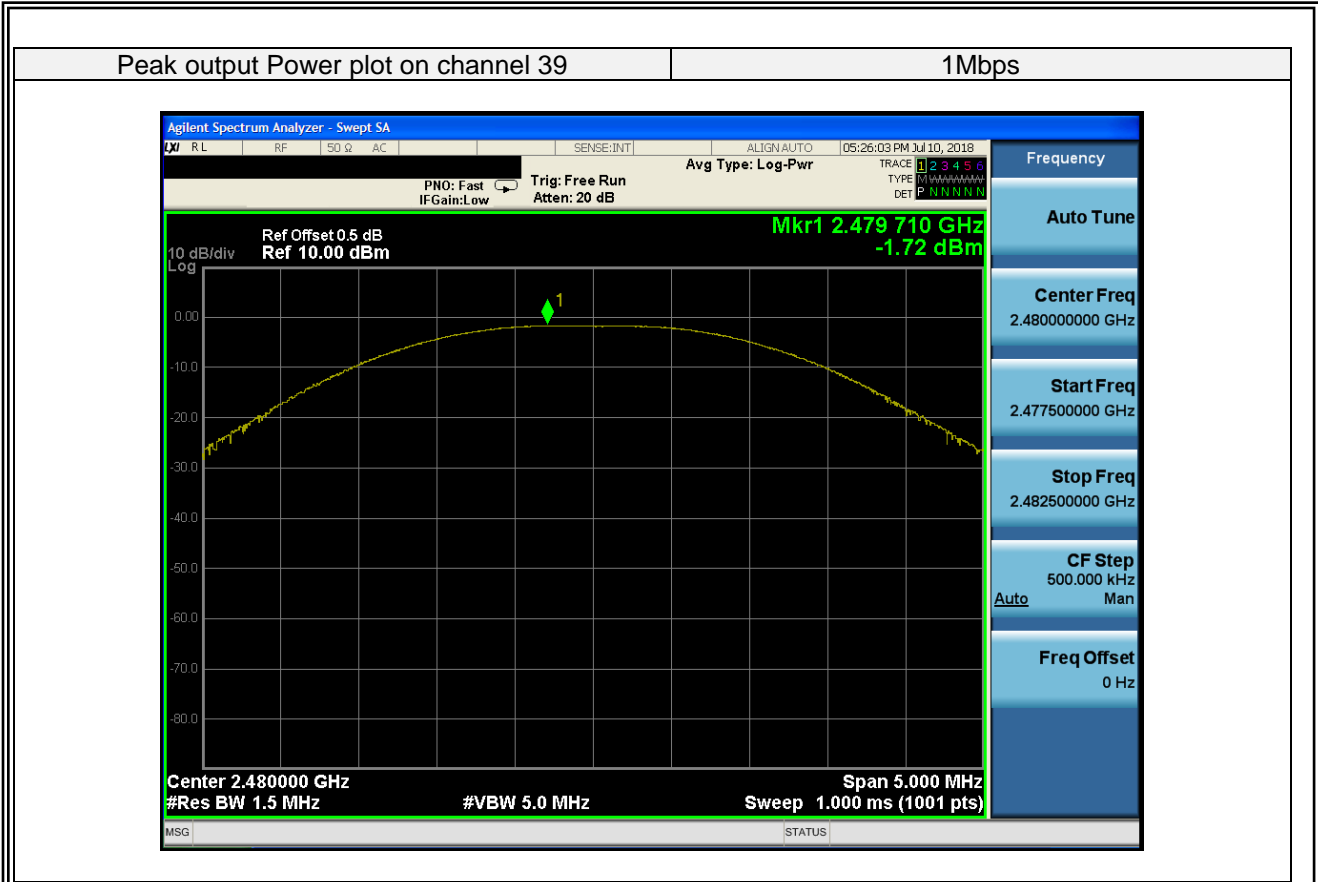 Peak output Power plot on channel 39 1Mbps
Agilent Spectrum Analyzer - Swept SA
LXI RL RF 50 Ω AC SENSE:INT ALIGN AUTO 05:26:03 PM Jul 10, 2018
Avg Type: Log-Pwr TRACE 1 2 3 4 5 6
PNO: Fast Trig: Free Run TYPE M WWWWW
IFGain:Low Atten: 20 dB DET P N N N N N
Mkr1 2.479 710 GHz
-1.72 dBm
Ref Offset 0.5 dB
10 dB/div Ref 10.00 dBm
Log
1
0.00
-10.0
-20.0
-30.0
-40.0
-50.0
-60.0
-70.0
-80.0
Center 2.480000 GHz Span 5.000 MHz
#Res BW 1.5 MHz #VBW 5.0 MHz Sweep 1.000 ms (1001 pts)
MSG STATUS
Frequency
Auto Tune
Center Freq
2.480000000 GHz
Start Freq
2.477500000 GHz
Stop Freq
2.482500000 GHz
CF Step
500.000 kHz
Auto Man
Freq Offset
0 Hz